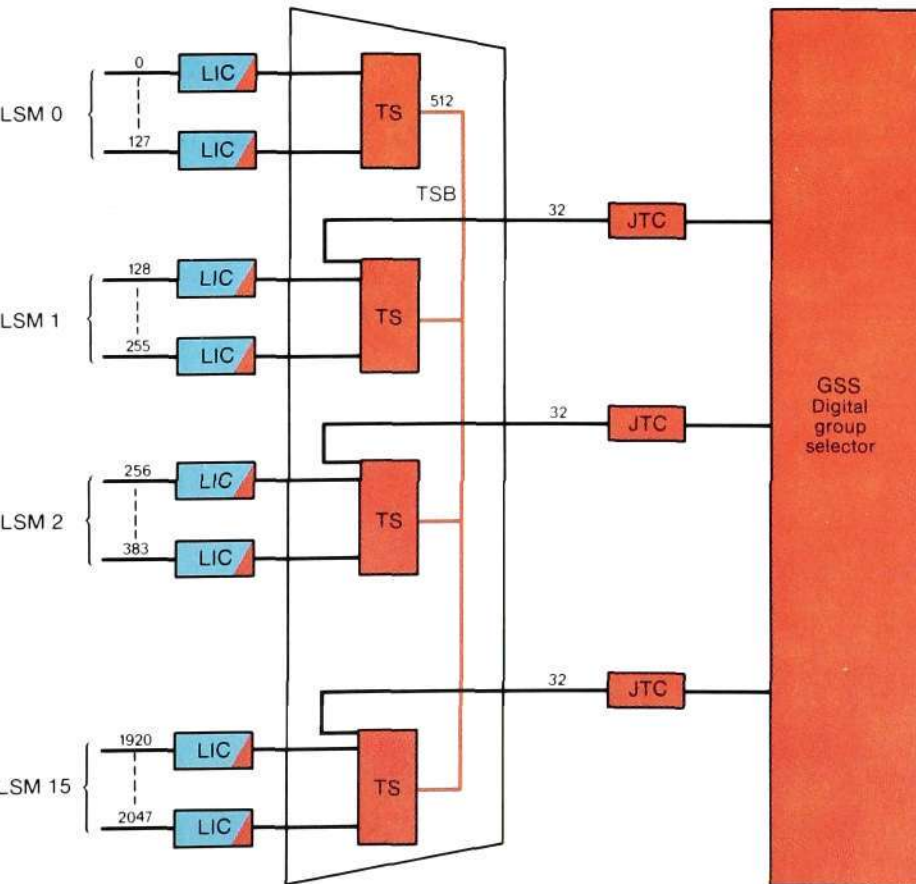 0
LIC
LSM 0
TS
512
127
LIC
TSB
32
JTC
128
LIC
LSM 1
TS
255
LIC
GSS
Digital
group
selector
32
JTC
256
LIC
LSM 2
TS
383
LIC
32
JTC
1920
LIC
LSM 15
TS
2047
LIC